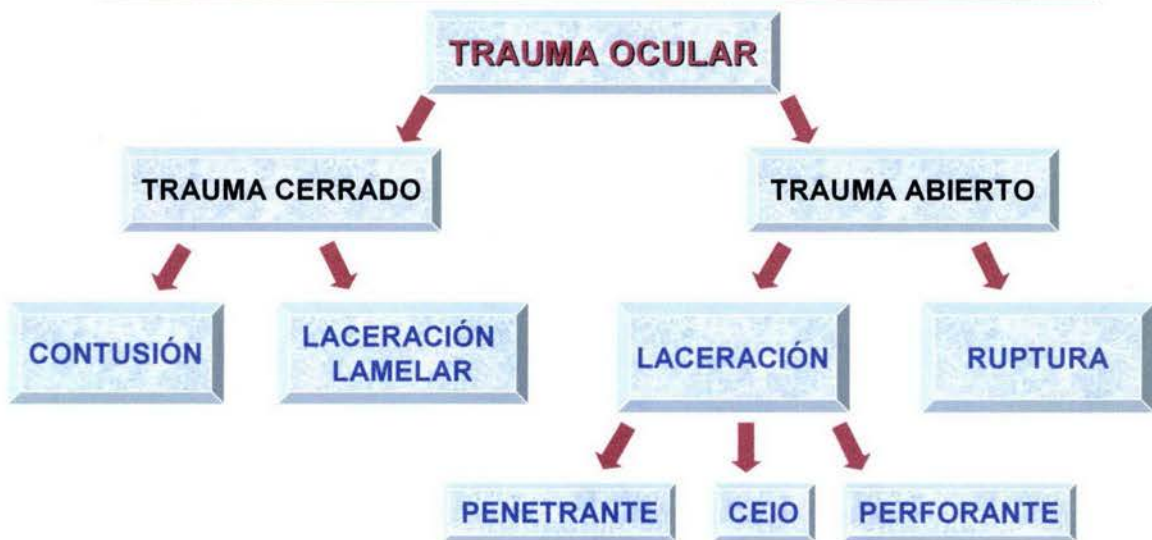 TRAUMA OCULAR
TRAUMA CERRADO
TRAUMA ABIERTO
CONTUSIÓN
LACERACIÓN
LAMELAR
LACERACIÓN
RUPTURA
PENETRANTE
CEIO
PERFORANTE